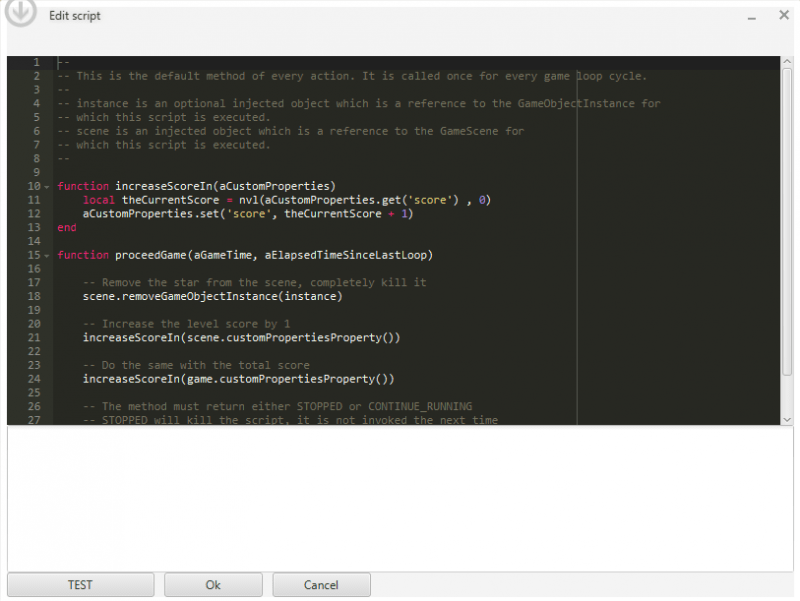 Edit script
1 --
2 -- This is the default method of every action. It is called once for every game loop cycle.
3 --
4 -- instance is an optional injected object which is a reference to the GameObjectInstance for
5 -- which this script is executed.
6 -- scene is an injected object which is a reference to the GameScene for
7 -- which this script is executed.
8 --
9
10 function increaseScoreIn(aCustomProperties)
11 local theCurrentScore = nvl(aCustomProperties.get('score') , 0)
12 aCustomProperties.set('score', theCurrentScore + 1)
13 end
14
15 function proceedGame(aGameTime, aElapsedTimeSinceLastLoop)
16
17 -- Remove the star from the scene, completely kill it
18 scene.removeGameObjectInstance(instance)
19
20 -- Increase the level score by 1
21 increaseScoreIn(scene.customPropertiesProperty())
22
23 -- Do the same with the total score
24 increaseScoreIn(game.customPropertiesProperty())
25
26 -- The method must return either STOPPED or CONTINUE_RUNNING
27 -- STOPPED will kill the script, it is not invoked the next time
TEST Ok Cancel